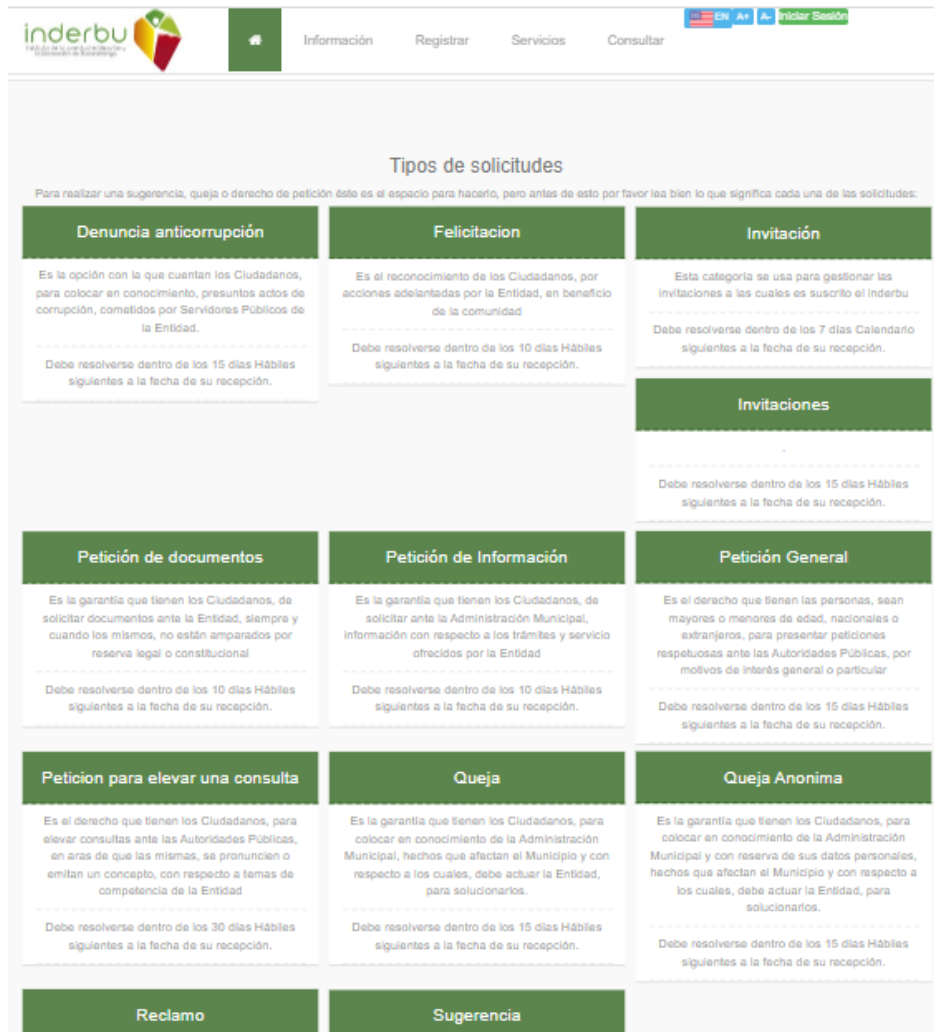 inderbu
Información
Registrar
Servicios
Consultar
EN
A+
A-
Iniciar Sesión
Tipos de solicitudes
Para realizar una sugerencia, queja o derecho de petición éste es el espacio para hacerlo, pero antes de esto por favor lea bien lo que significa cada una de las solicitudes:
Denuncia anticorrupción
Es la opción con la que cuentan los Ciudadanos,
para colocar en conocimiento, presuntos actos de
corrupción, cometidos por Servidores Públicos de
la Entidad.
Debe resolverse dentro de los 15 días Hábiles
siguientes a la fecha de su recepción.
Felicitacion
Es el reconocimiento de los Ciudadanos, por
acciones adelantadas por la Entidad, en beneficio
de la comunidad
Debe resolverse dentro de los 10 días Hábiles
siguientes a la fecha de su recepción.
Invitación
Esta categoría se usa para gestionar las
invitaciones a las cuales es suscrito el inderbu
Debe resolverse dentro de los 7 días Calendario
siguientes a la fecha de su recepción.
Invitaciones
.
Debe resolverse dentro de los 15 días Hábiles
siguientes a la fecha de su recepción.
Petición de documentos
Es la garantía que tienen los Ciudadanos, de
solicitar documentos ante la Entidad, siempre y
cuando los mismos, no están amparados por
reserva legal o constitucional
Debe resolverse dentro de los 10 días Hábiles
siguientes a la fecha de su recepción.
Petición de Información
Es la garantía que tienen los Ciudadanos, de
solicitar ante la Administración Municipal,
información con respecto a los trámites y servicio
ofrecidos por la Entidad
Debe resolverse dentro de los 10 días Hábiles
siguientes a la fecha de su recepción.
Petición General
Es el derecho que tienen las personas, sean
mayores o menores de edad, nacionales o
extranjeros, para presentar peticiones
respetuosas ante las Autoridades Públicas, por
motivos de interés general o particular
Debe resolverse dentro de los 15 días Hábiles
siguientes a la fecha de su recepción.
Peticion para elevar una consulta
Es el derecho que tienen los Ciudadanos, para
elevar consultas ante las Autoridades Públicas,
en aras de que las mismas, se pronuncien o
emitan un concepto, con respecto a temas de
competencia de la Entidad
Debe resolverse dentro de los 30 días Hábiles
siguientes a la fecha de su recepción.
Queja
Es la garantía que tienen los Ciudadanos, para
colocar en conocimiento de la Administración
Municipal, hechos que afectan el Municipio y con
respecto a los cuales, debe actuar la Entidad,
para solucionarlos.
Debe resolverse dentro de los 15 días Hábiles
siguientes a la fecha de su recepción.
Queja Anonima
Es la garantía que tienen los Ciudadanos, para
colocar en conocimiento de la Administración
Municipal y con reserva de sus datos personales,
hechos que afectan el Municipio y con respecto a
los cuales, debe actuar la Entidad, para
solucionarlos.
Debe resolverse dentro de los 15 días Hábiles
siguientes a la fecha de su recepción.
Reclamo
Sugerencia